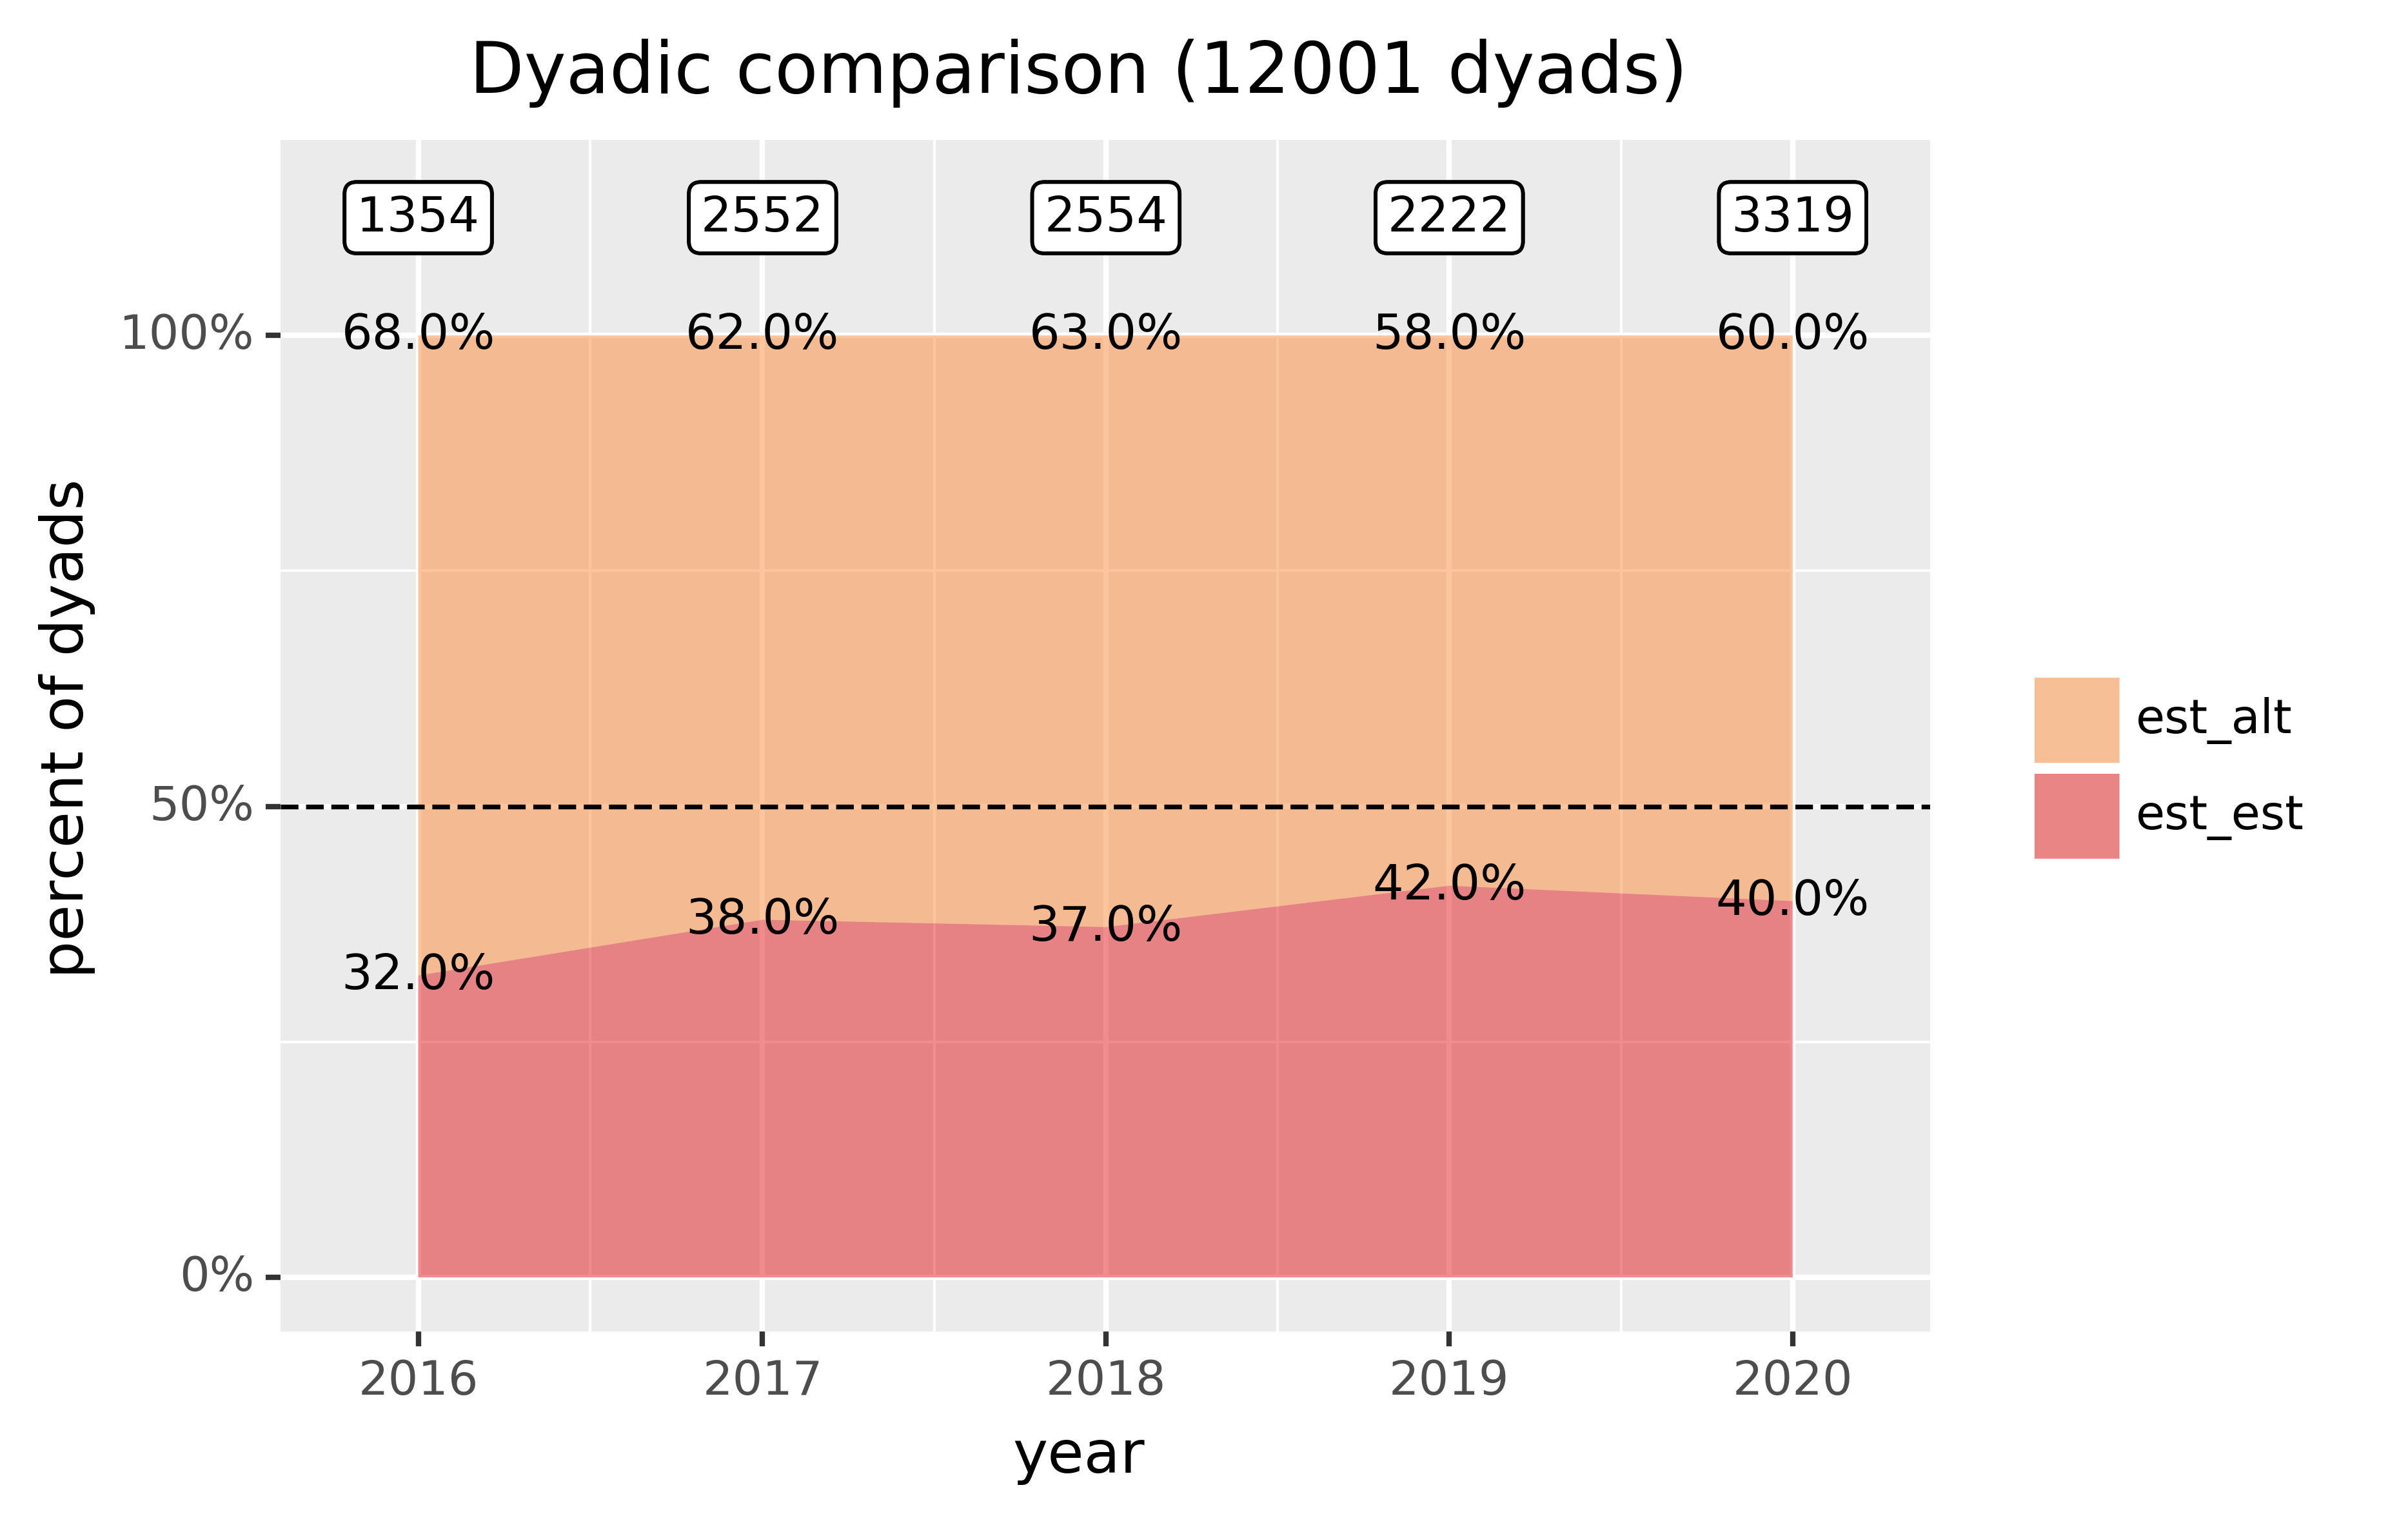 Dyadic comparison (12001 dyads)
1354 2552 2554 2222 3319
100% 68.0% 62.0% 63.0% 58.0% 60.0%
percent of dyads
est_alt
50%
est_est
42.0%
40.0%
38.0%
37.0%
32.0%
0%
2016 2017 2018 2019 2020
year